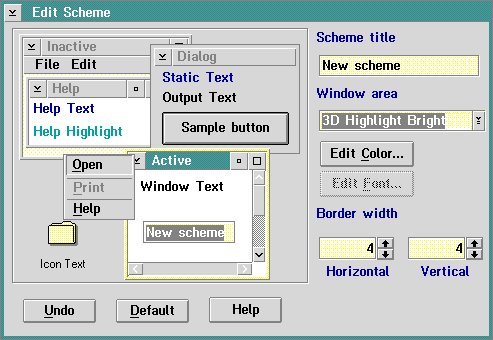 Edit Scheme
Inactive
File Edit
Help
Help Text
Help Highlight
Dialog
Static Text
Output Text
Sample button
Open
Print
Help
Active
Window Text
New scheme
Icon Text
Scheme title
New scheme
Window area
3D Highlight Bright
Edit Color...
Edit Font...
Border width
4 4
Horizontal Vertical
Undo Default Help